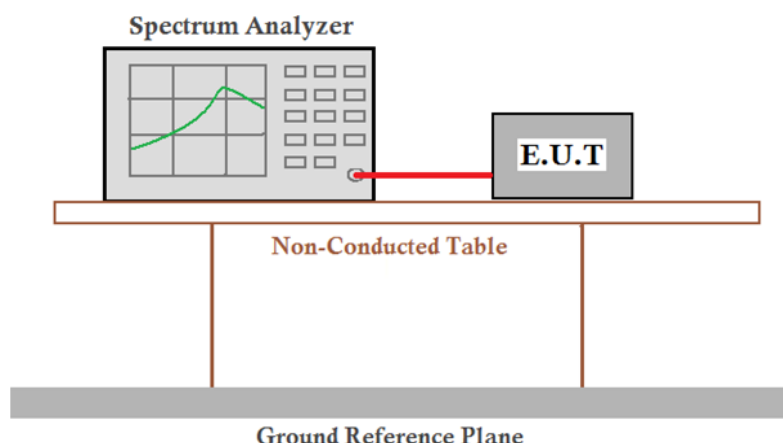 Spectrum Analyzer
E.U.T
Non-Conducted Table
Ground Reference Plane